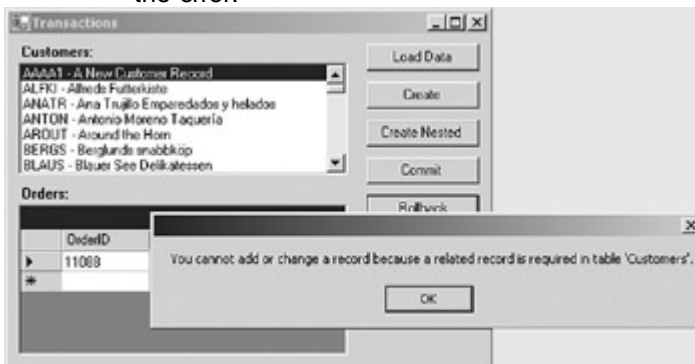 the error.
Transactions
Customers:
AAAA1 - A New Customer Record
ALFKI - Alfreds Futterkiste
ANATR - Ana Trujillo Emparedados y helados
ANTON - Antonio Moreno Taquería
AROUT - Around the Horn
BERGS - Berglunds snabbköp
BLAUS - Blauer See Delikatessen
Load Data
Create
Create Nested
Commit
Rollback
Orders:
OrderID
11088
You cannot add or change a record because a related record is required in table 'Customers'.
OK